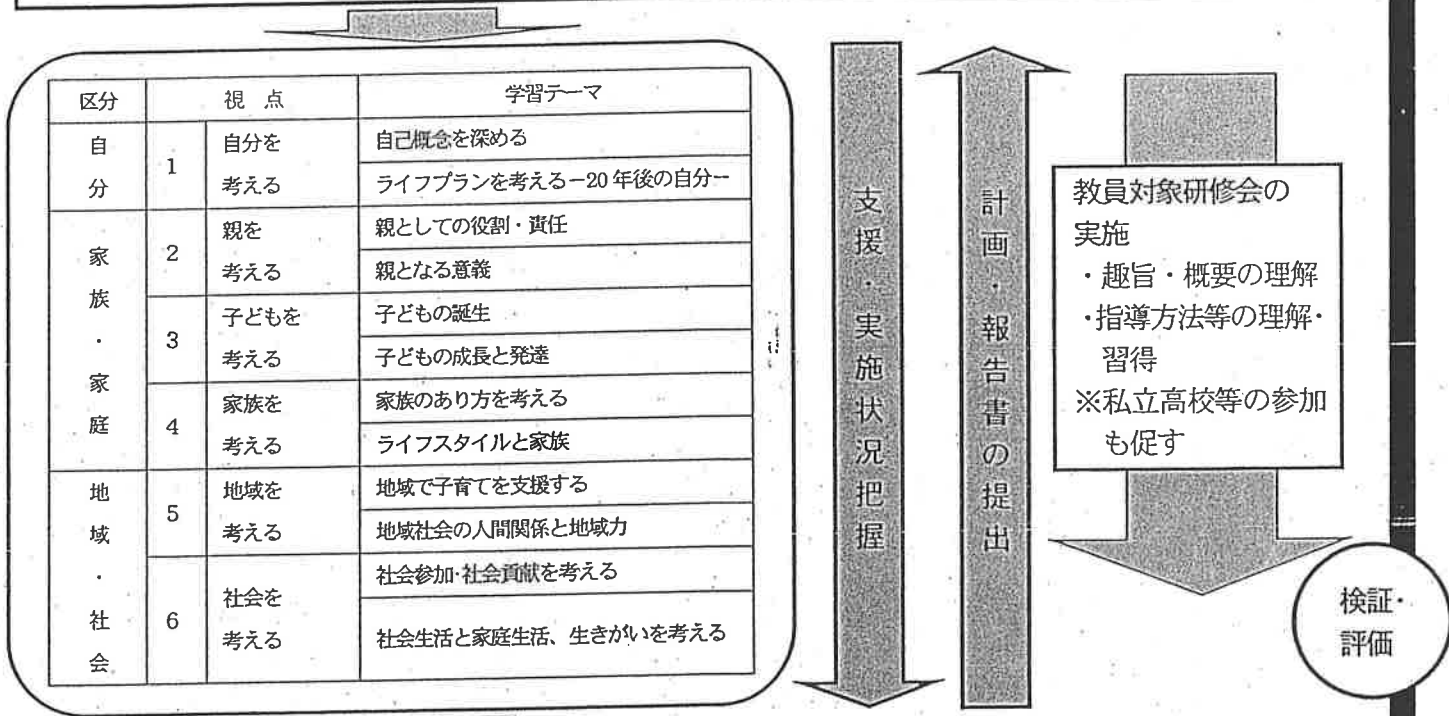 区分 視点 学習テーマ
自分 1 自分を考える 自己概念を深める
ライフプランを考える－20年後の自分－
家族・家庭 2 親を考える 親としての役割・責任
親となる意義
3 子どもを考える 子どもの誕生
子どもの成長と発達
4 家族を考える 家族のあり方を考える
ライフスタイルと家族
地域・社会 5 地域を考える 地域で子育てを支援する
地域社会の人間関係と地域力
6 社会を考える 社会参加・社会貢献を考える
社会生活と家庭生活、生きがいを考える
支援・実施状況把握
計画・報告書の提出
教員対象研修会の
実施
・趣旨・概要の理解
・指導方法等の理解・
習得
※私立高校等の参加
も促す
検証・
評価